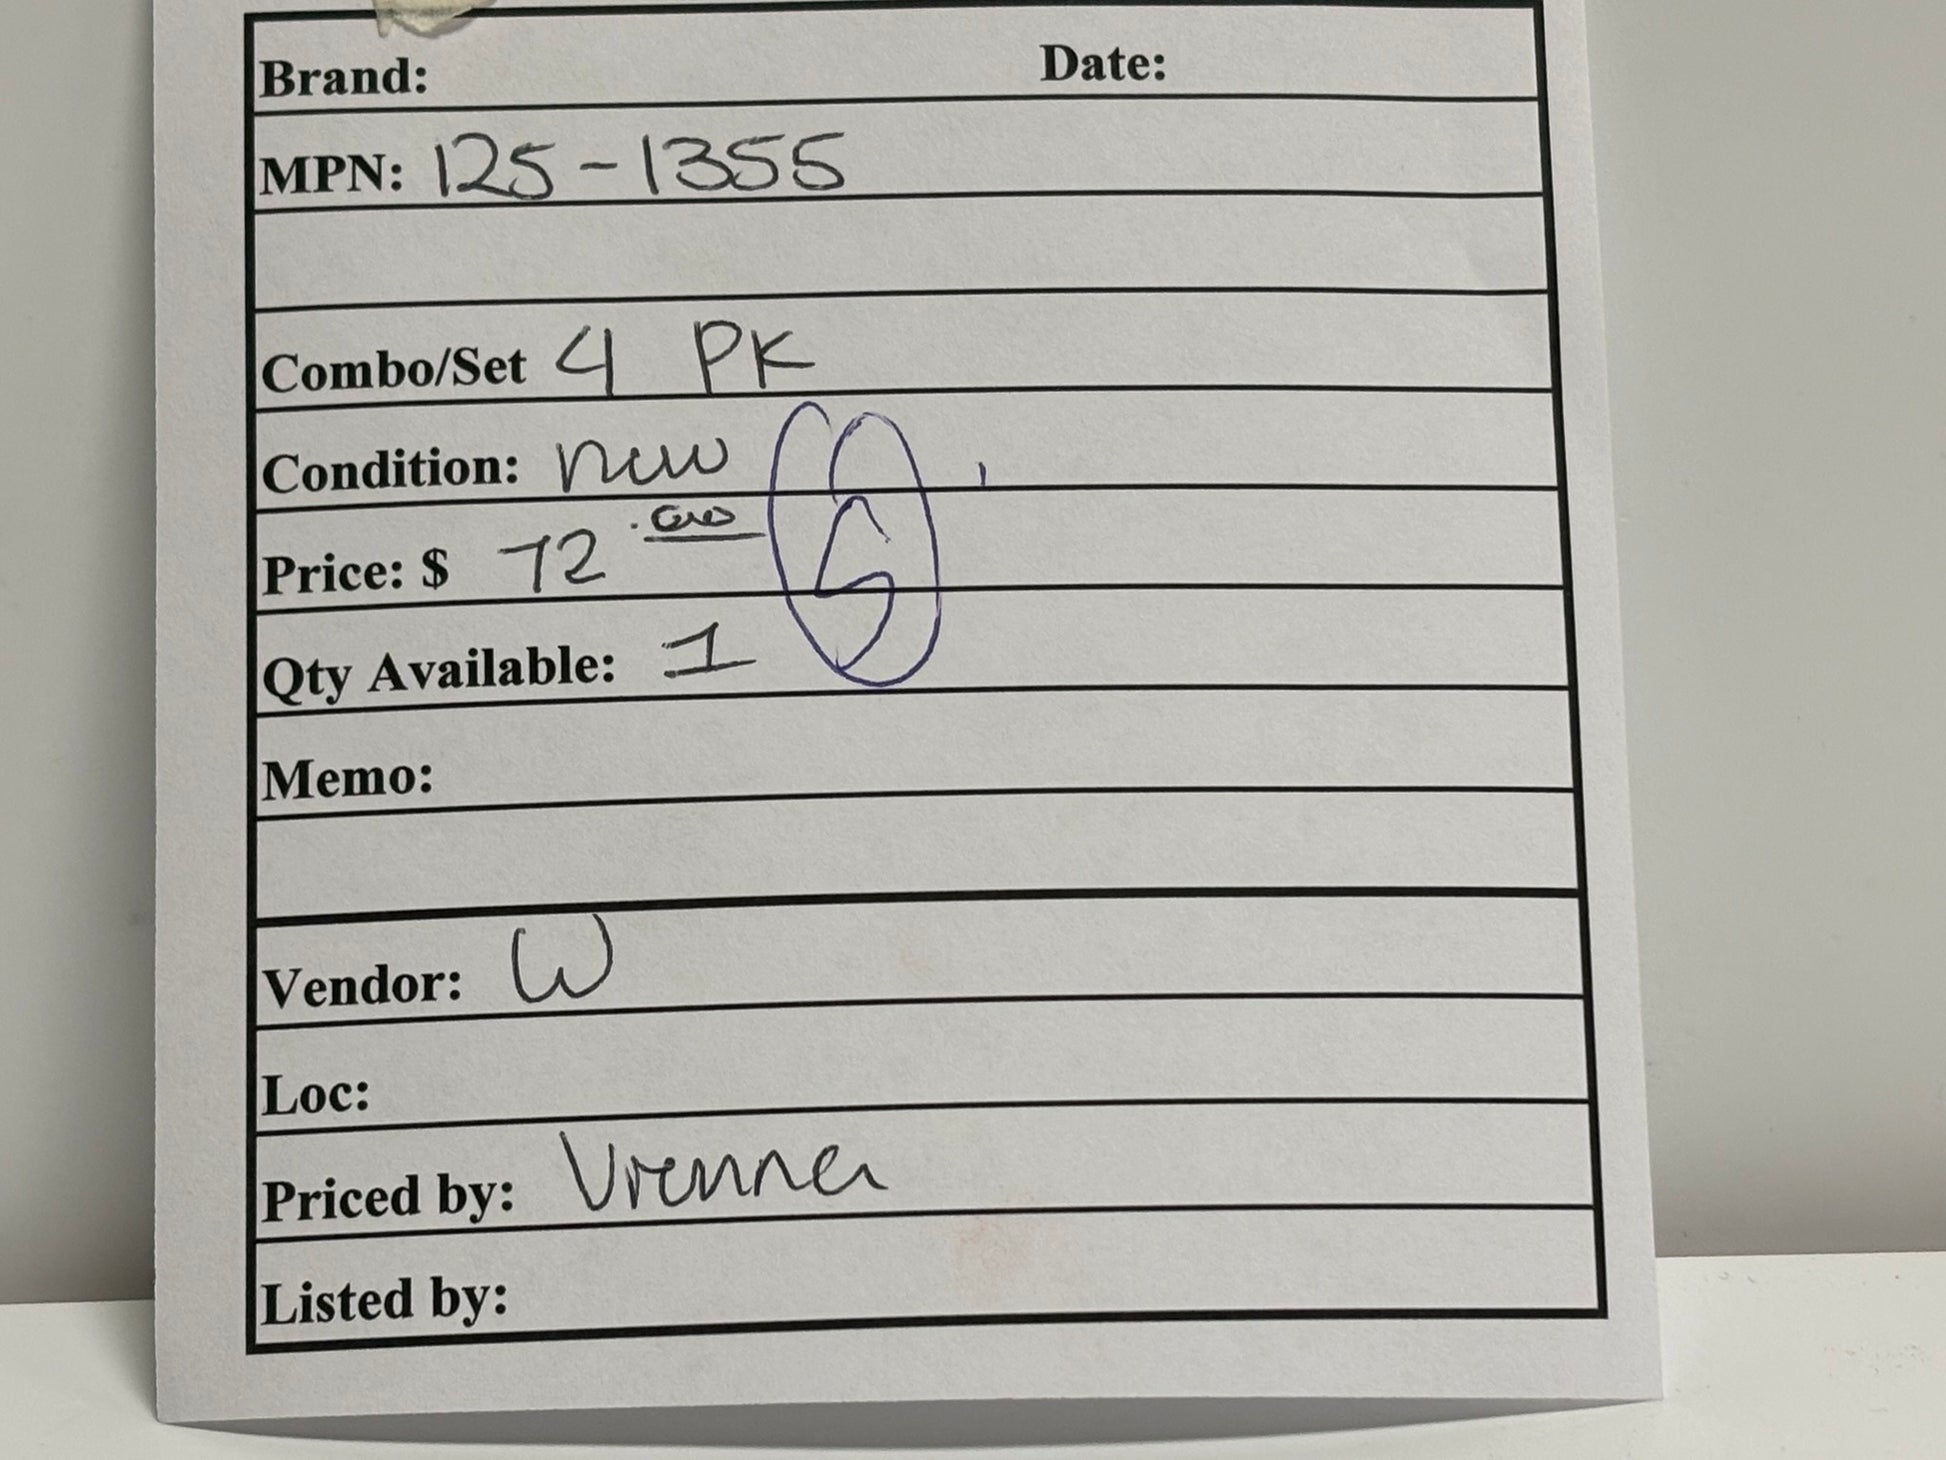 Brand: Date:
MPN: 125-1355
Combo/Set 4 PK
Condition: new
Price: $ 72.00
Qty Available: 1
Memo:
Vendor: W
Loc:
Priced by: Vrenner
Listed by: